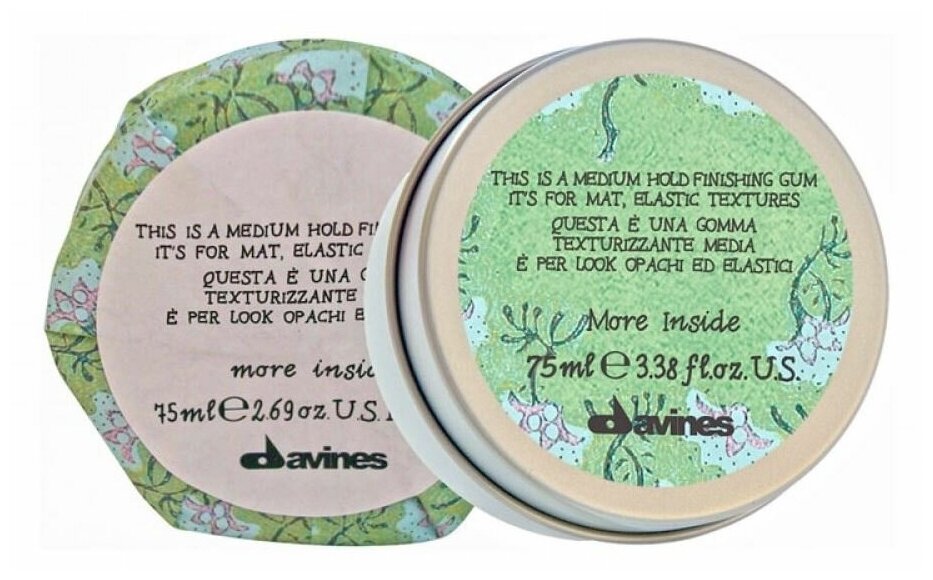 THIS IS A MEDIUM HOLD
IT'S FOR MAT, ELASTIC
QUESTA È UNA
TEXTURIZZANTE
È PER LOOK OPACHI
more
75ml ℮ 2.69 oz. U.S.
davines
THIS IS A MEDIUM HOLD FINISHING GUM
IT'S FOR MAT, ELASTIC TEXTURES
QUESTA È UNA GOMMA
TEXTURIZZANTE MEDIA
È PER LOOK OPACHI ED ELASTICI
More Inside
75ml ℮ 3.38 fl.oz. U.S.
davines